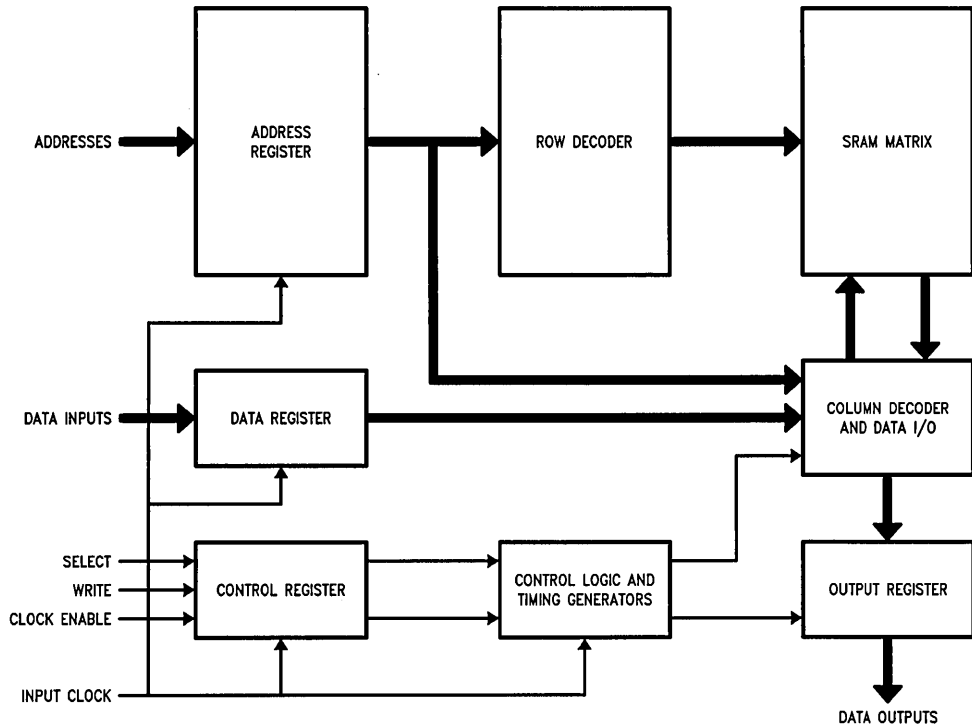 ADDRESSES
ADDRESS
REGISTER
ROW DECODER
SRAM MATRIX
DATA INPUTS
DATA REGISTER
COLUMN DECODER
AND DATA I/O
SELECT
WRITE
CLOCK ENABLE
CONTROL REGISTER
CONTROL LOGIC AND
TIMING GENERATORS
OUTPUT REGISTER
INPUT CLOCK
DATA OUTPUTS